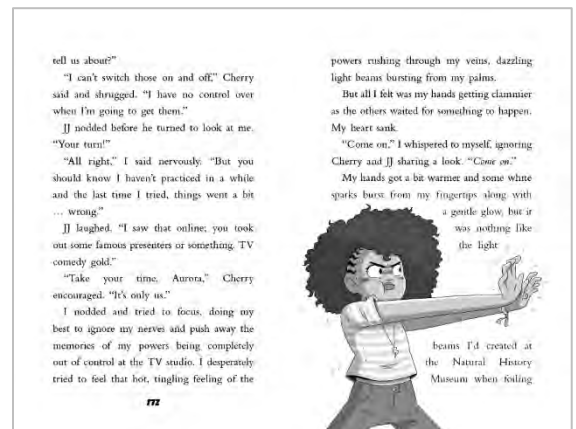 tell us about?”
“I can’t switch those on and off,” Cherry
said and shrugged. “I have no control over
when I’m going to get them.”
JJ nodded before he turned to look at me.
“Your turn!”
“All right,” I said nervously. “But you
should know I haven’t practiced in a while
and the last time I tried, things went a bit
… wrong.”
JJ laughed. “I saw that online; you took
out some famous presenters or something. TV
comedy gold.”
“Take your time, Aurora,” Cherry
encouraged. “It’s only us.”
I nodded and tried to focus, doing my
best to ignore my nerves and push away the
memories of my powers being completely
out of control at the TV studio. I desperately
tried to feel that hot, tingling feeling of the
172
powers rushing through my veins, dazzling
light beams bursting from my palms.
But all I felt was my hands getting clammier
as the others waited for something to happen.
My heart sank.
“Come on,” I whispered to myself, ignoring
Cherry and JJ sharing a look. “Come on.”
My hands got a bit warmer and some white
sparks burst from my fingertips along with
a gentle glow, but it
was nothing like
the light
beams I’d created at
the Natural History
Museum when foiling